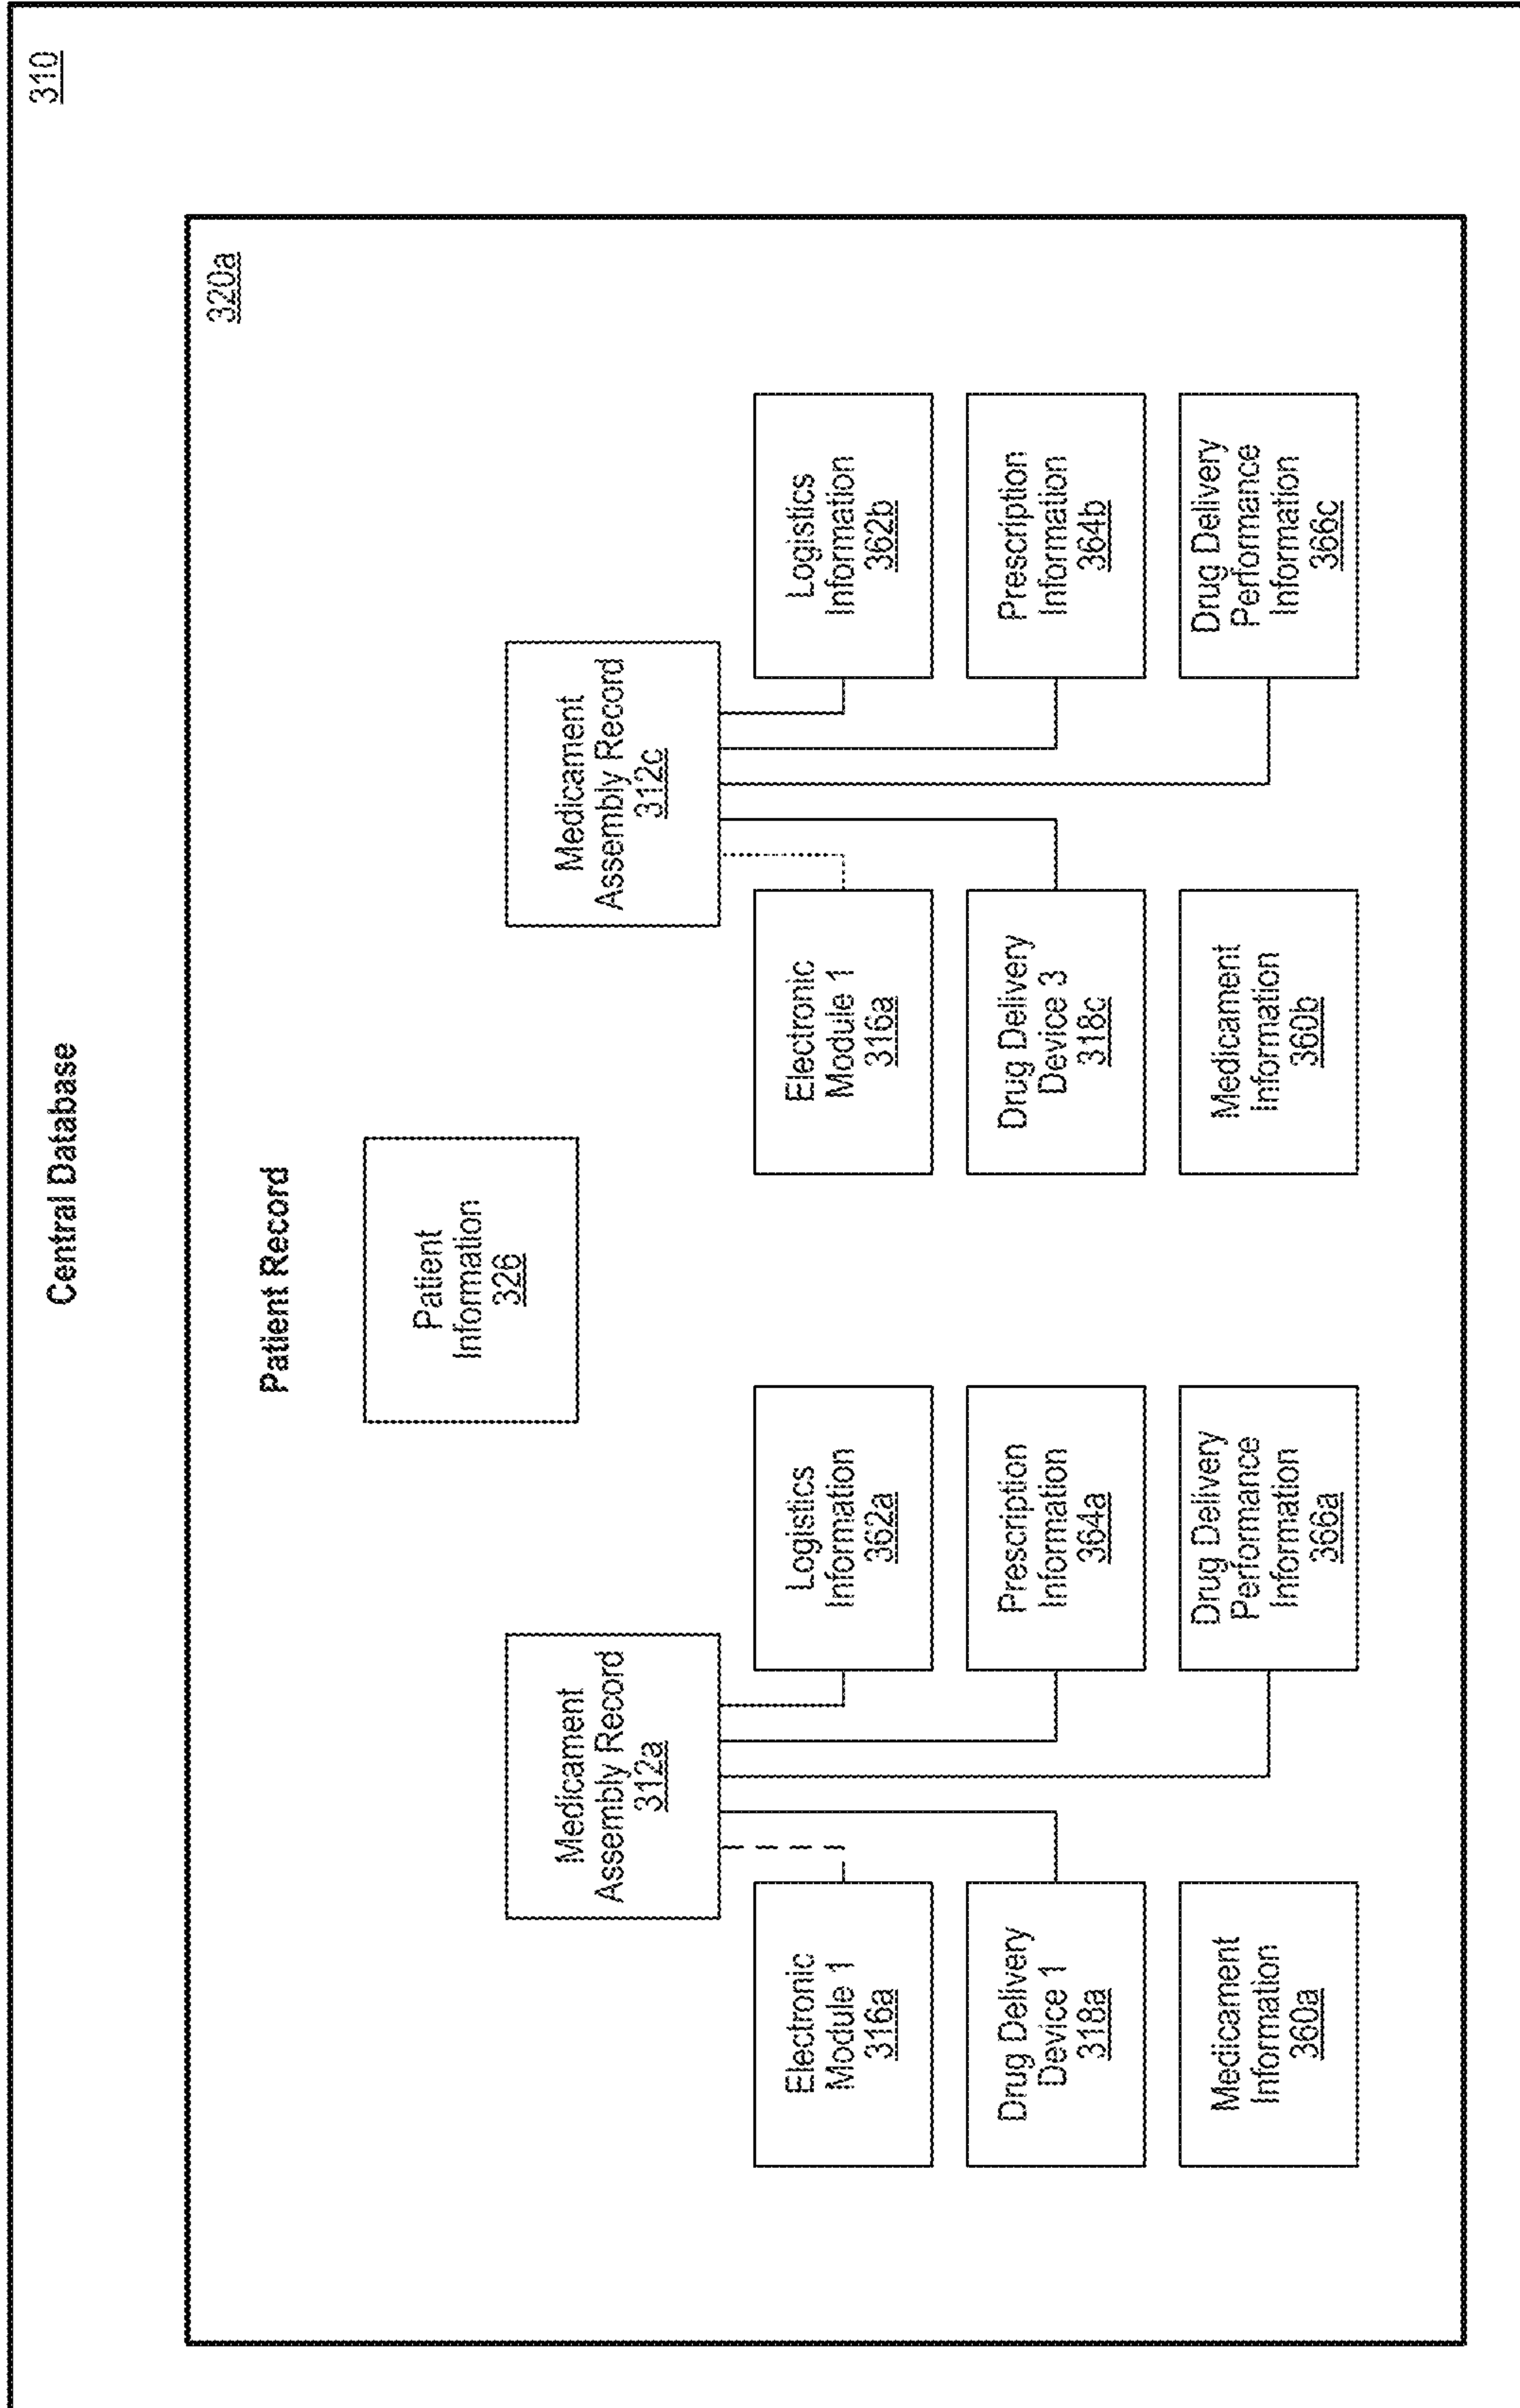 310
Central Database
320a
Patient Record
Patient
Information
326
Medicament
Assembly Record
312a
Medicament
Assembly Record
312c
Electronic
Module 1
316a
Logistics
Information
362a
Electronic
Module 1
316a
Logistics
Information
362b
Drug Delivery
Device 1
318a
Prescription
Information
364a
Drug Delivery
Device 3
318c
Prescription
Information
364b
Medicament
Information
360a
Drug Delivery
Performance
Information
366a
Medicament
Information
360b
Drug Delivery
Performance
Information
366c